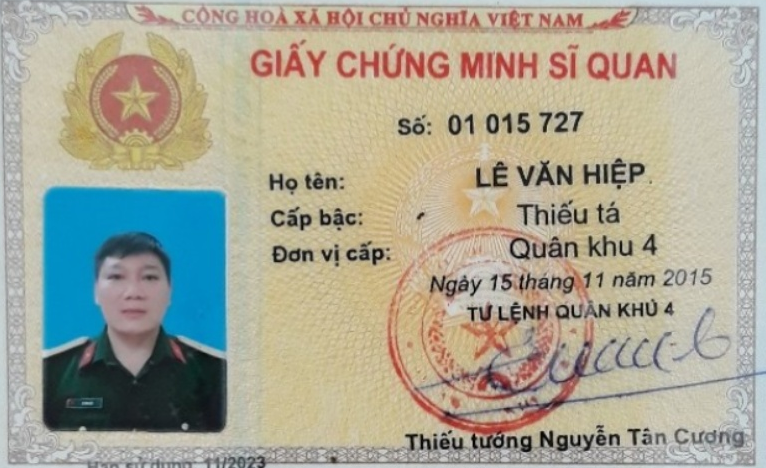 CỘNG HOÀ XÃ HỘI CHỦ NGHĨA VIỆT NAM
GIẤY CHỨNG MINH SĨ QUAN
Số: 01 015 727
Họ tên: LÊ VĂN HIỆP
Cấp bậc: Thiếu tá
Đơn vị cấp: Quân khu 4
Ngày 15 tháng 11 năm 2015
TƯ LỆNH QUÂN KHU 4
Thiếu tướng Nguyễn Tân Cương
Hạn sử dụng 11/2023